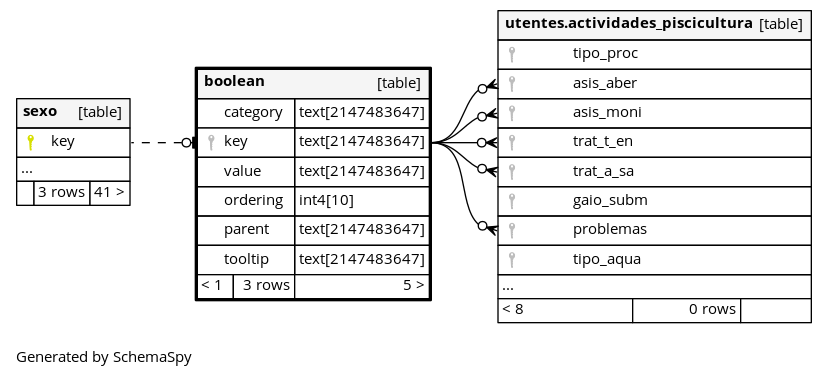 sexo [table]
key
...
3 rows 41 >
boolean [table]
category text[2147483647]
key text[2147483647]
value text[2147483647]
ordering int4[10]
parent text[2147483647]
tooltip text[2147483647]
< 1 3 rows 5 >
utentes.actividades_piscicultura [table]
tipo_proc
asis_aber
asis_moni
trat_t_en
trat_a_sa
gaio_subm
problemas
tipo_aqua
...
< 8 0 rows
Generated by SchemaSpy